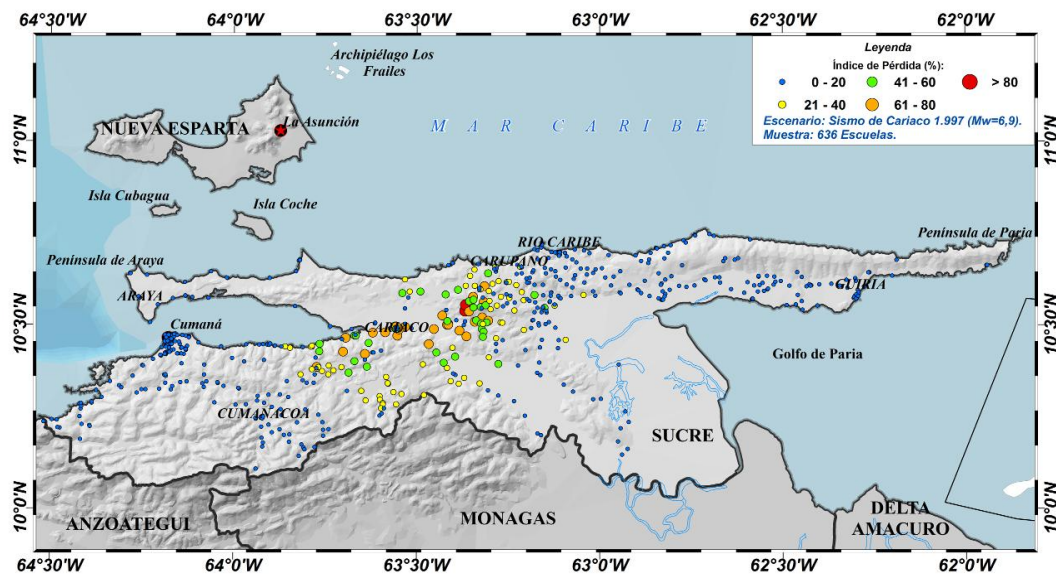 64°30'W 64°0'W 63°30'W 63°0'W 62°30'W 62°0'W
Archipiélago Los
Frailes
Leyenda
Índice de Pérdida (%):
0 - 20 41 - 60 > 80
21 - 40 61 - 80
Escenario: Sismo de Cariaco 1.997 (Mw=6,9).
Muestra: 636 Escuelas.
La Asunción
NUEVA ESPARTA
MAR CARIBE
11°0'N 11°0'N
Isla Cubagua
Isla Coche
RIO CARIBE
Península de Paria
Península de Araya
CARUPANO
GUIRIA
ARAYA
Cumaná
CARIACO
10°30'N 10°30'N
Golfo de Paria
CUMANACOA
SUCRE
10°0'N 10°0'N
ANZOATEGUI
MONAGAS
DELTA
AMACURO
64°30'W 64°0'W 63°30'W 63°0'W 62°30'W 62°0'W